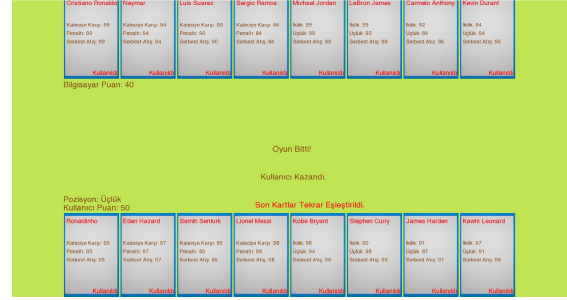 Cristiano Ronaldo Neymar Luis Suarez Sergio Ramos Michael Jordan LeBron James Carmelo Anthony Kevin Durant
Kaleciye Karşı: 99 Kaleciye Karşı: 94 Kaleciye Karşı: 90 Kaleciye Karşı: 84 İkilik: 99 İkilik: 95 İkilik: 92 İkilik: 94
Penaltı: 99 Penaltı: 94 Penaltı: 90 Penaltı: 84 Üçlük: 99 Üçlük: 93 Üçlük: 84 Üçlük: 94
Serbest Atış: 99 Serbest Atış: 94 Serbest Atış: 90 Serbest Atış: 84 Serbest Atış: 99 Serbest Atış: 98 Serbest Atış: 86 Serbest Atış: 96
Kullanıldı Kullanıldı Kullanıldı Kullanıldı Kullanıldı Kullanıldı Kullanıldı Kullanıldı
Bilgisayar Puan: 40
Oyun Bitti!
Kullanıcı Kazandı.
Pozisyon: Üçlük
Kullanıcı Puan: 50
Son Kartlar Tekrar Eşleştirildi.
Ronaldinho Eden Hazard Semih Senturk Lionel Messi Kobe Bryant Stephen Curry James Harden Kawhi Leonard
Kaleciye Karşı: 95 Kaleciye Karşı: 97 Kaleciye Karşı: 85 Kaleciye Karşı: 98 İkilik: 96 İkilik: 90 İkilik: 91 İkilik: 97
Penaltı: 95 Penaltı: 97 Penaltı: 85 Penaltı: 98 Üçlük: 94 Üçlük: 98 Üçlük: 87 Üçlük: 91
Serbest Atış: 95 Serbest Atış: 97 Serbest Atış: 85 Serbest Atış: 98 Serbest Atış: 98 Serbest Atış: 93 Serbest Atış: 91 Serbest Atış: 98
Kullanıldı Kullanıldı Kullanıldı Kullanıldı Kullanıldı Kullanıldı Kullanıldı Kullanıldı